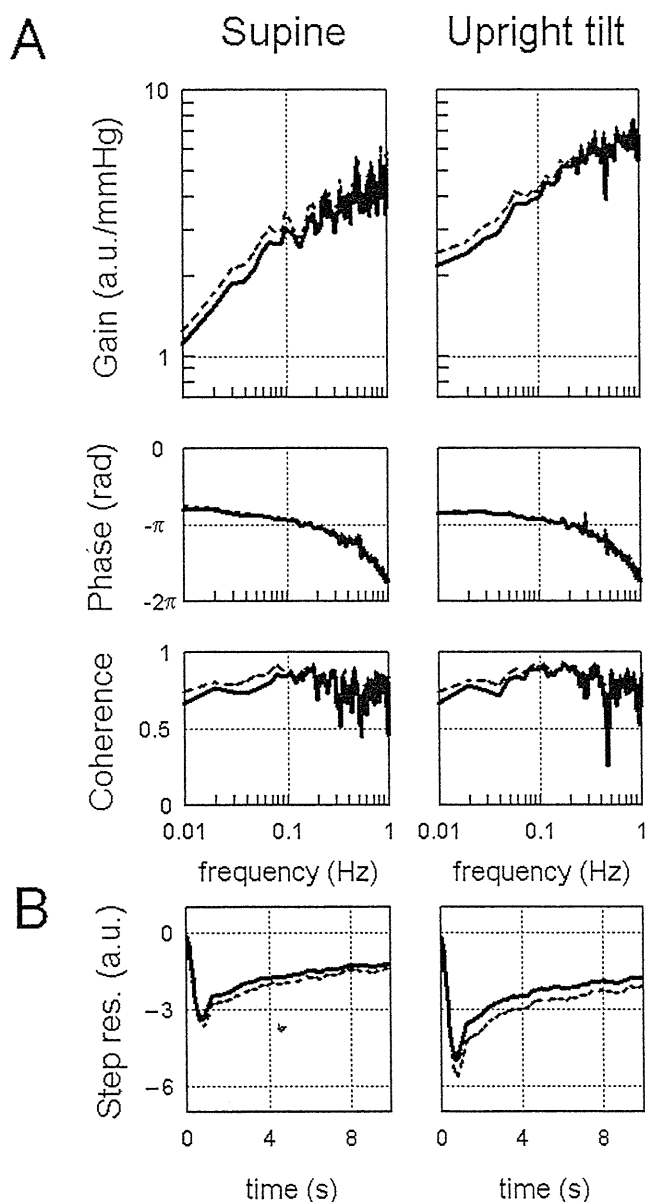 A
Supine
Upright tilt
Gain (a.u./mmHg)
10
1
Phase (rad)
0
-π
-2π
Coherence
1
0.5
0
0.01
0.1
1
0.01
0.1
1
frequency (Hz)
frequency (Hz)
B
Step res. (a.u.)
0
−3
−6
0
4
8
0
4
8
time (s)
time (s)